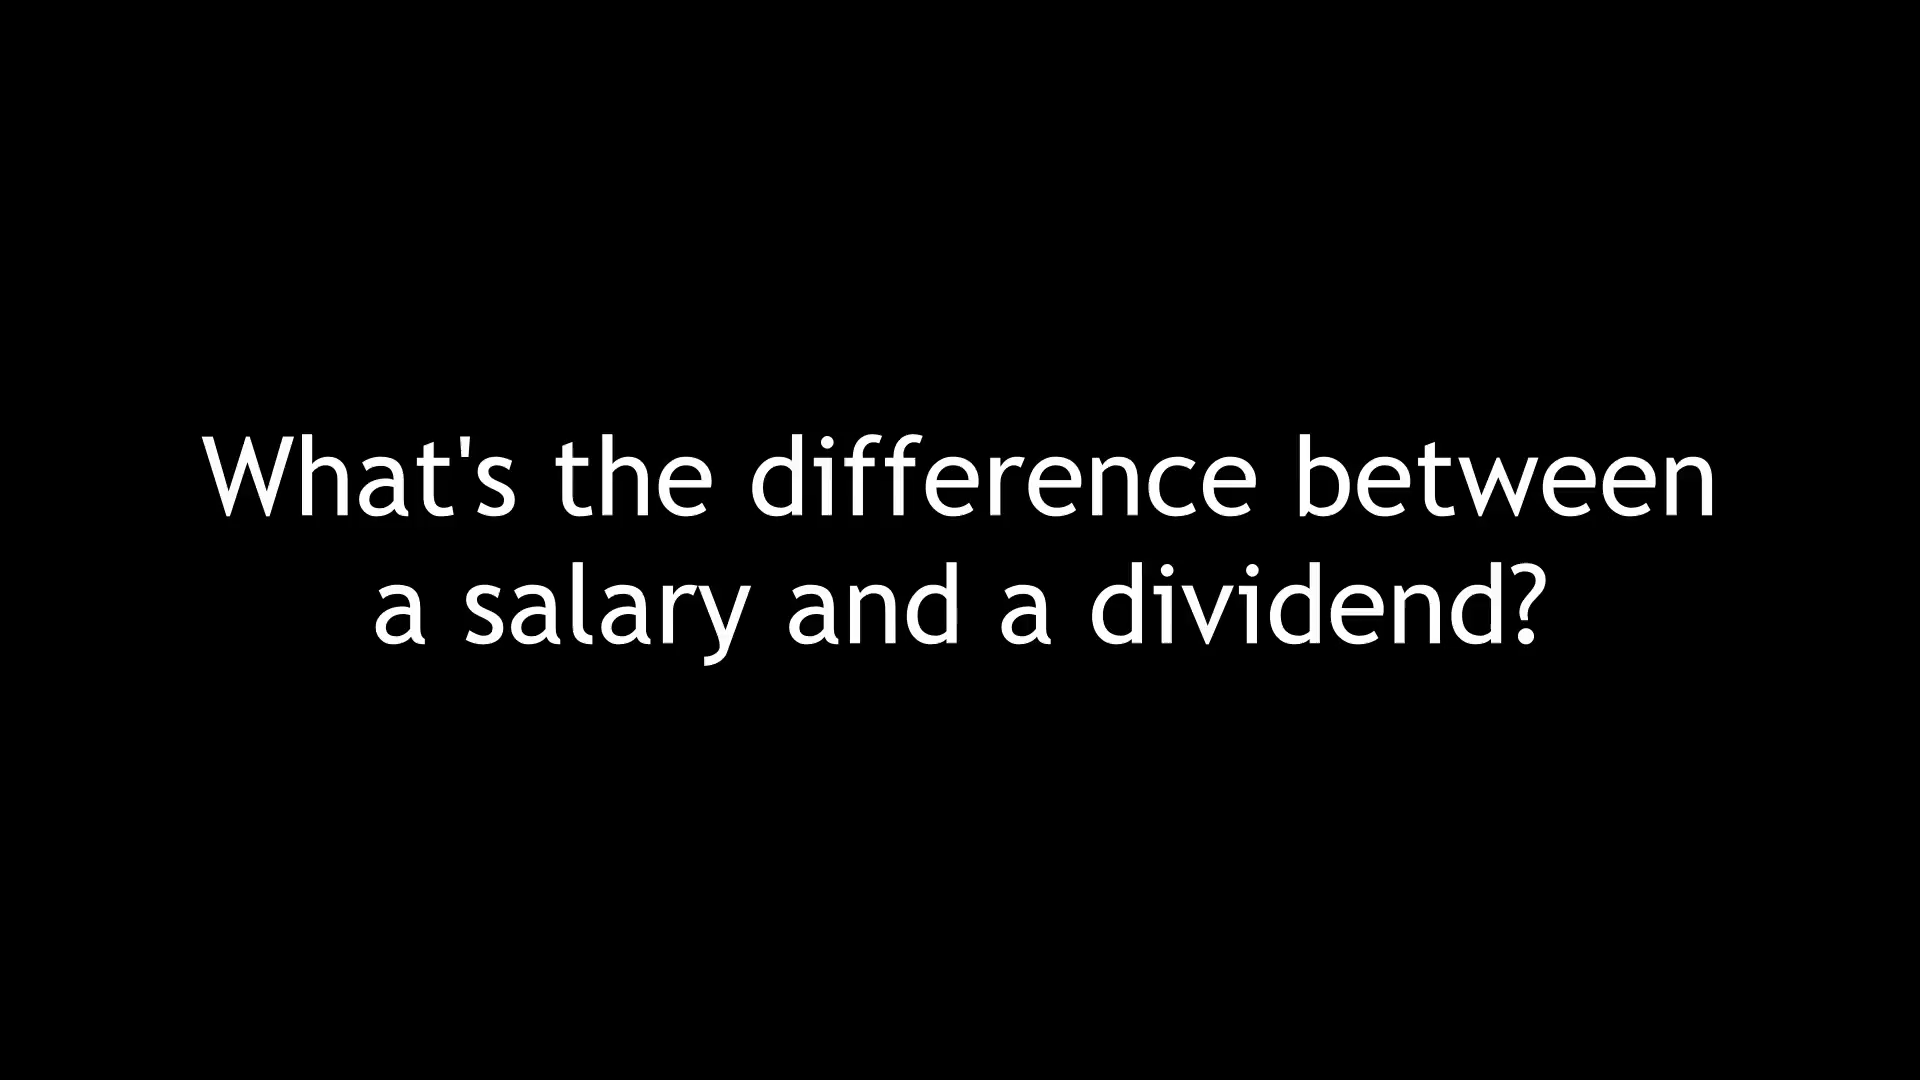 What's the difference between
a salary and a dividend?